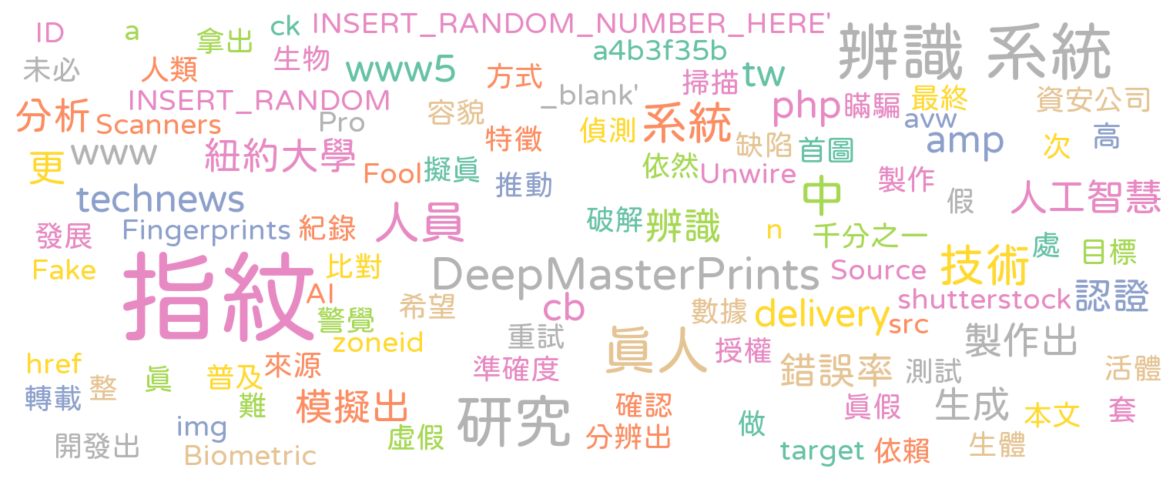 ID
a
拿出
ck
INSERT_RANDOM_NUMBER_HERE'
辨識 系統
未必
人類
生物
www5
方式
a4b3f35b
掃描
tw
分析
Scanners
INSERT_RANDOM
Pro
容貌
特徵
_blank'
偵測
系統
缺陷
php
瞞騙
最終
avw
資安公司
更
www
紐約大學
Fool
擬真
推動
依然
Unwire
首圖
製作
amp
次
高
technews
人員
破解
辨識
中
假
人工智慧
發展
Fingerprints
紀錄
n
千分之一
處
目標
Fake
指紋
AI
比對
DeepMasterPrints
Source
技術
警覺
希望
cb
數據
delivery
src
shutterstock
認證
zoneid
重試
真人
授權
製作出
href
整
真
普及
來源
準確度
錯誤率
測試
活體
轉載
難
模擬出
研究
確認
真假
生成
本文
套
開發出
img
Biometric
虛假
分辨出
做
target
依賴
生體